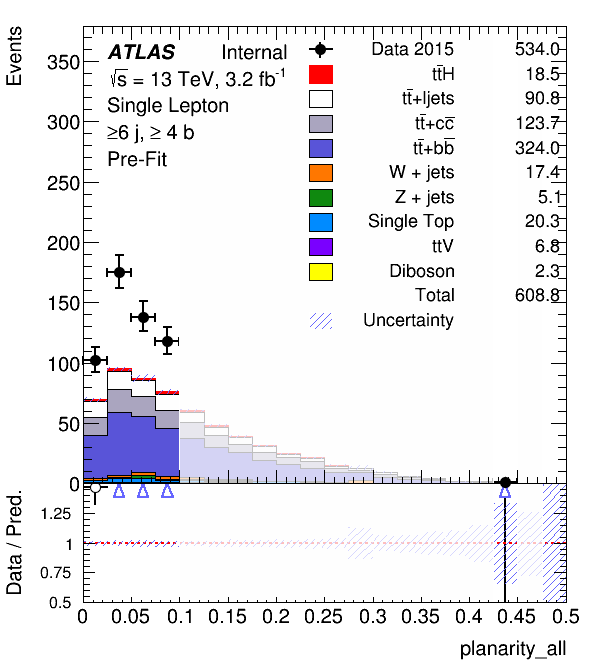 Events
350
300
250
200
150
100
50
0
ATLAS Internal
√s = 13 TeV, 3.2 fb⁻¹
Single Lepton
≥6 j, ≥ 4 b
Pre-Fit
Data 2015 534.0
tt̄H 18.5
tt̄+ljets 90.8
tt̄+cc̄ 123.7
tt̄+bb̄ 324.0
W + jets 17.4
Z + jets 5.1
Single Top 20.3
ttV 6.8
Diboson 2.3
Total 608.8
Uncertainty
Data / Pred.
1.25
1
0.75
0.5
0 0.05 0.1 0.15 0.2 0.25 0.3 0.35 0.4 0.45 0.5
planarity_all